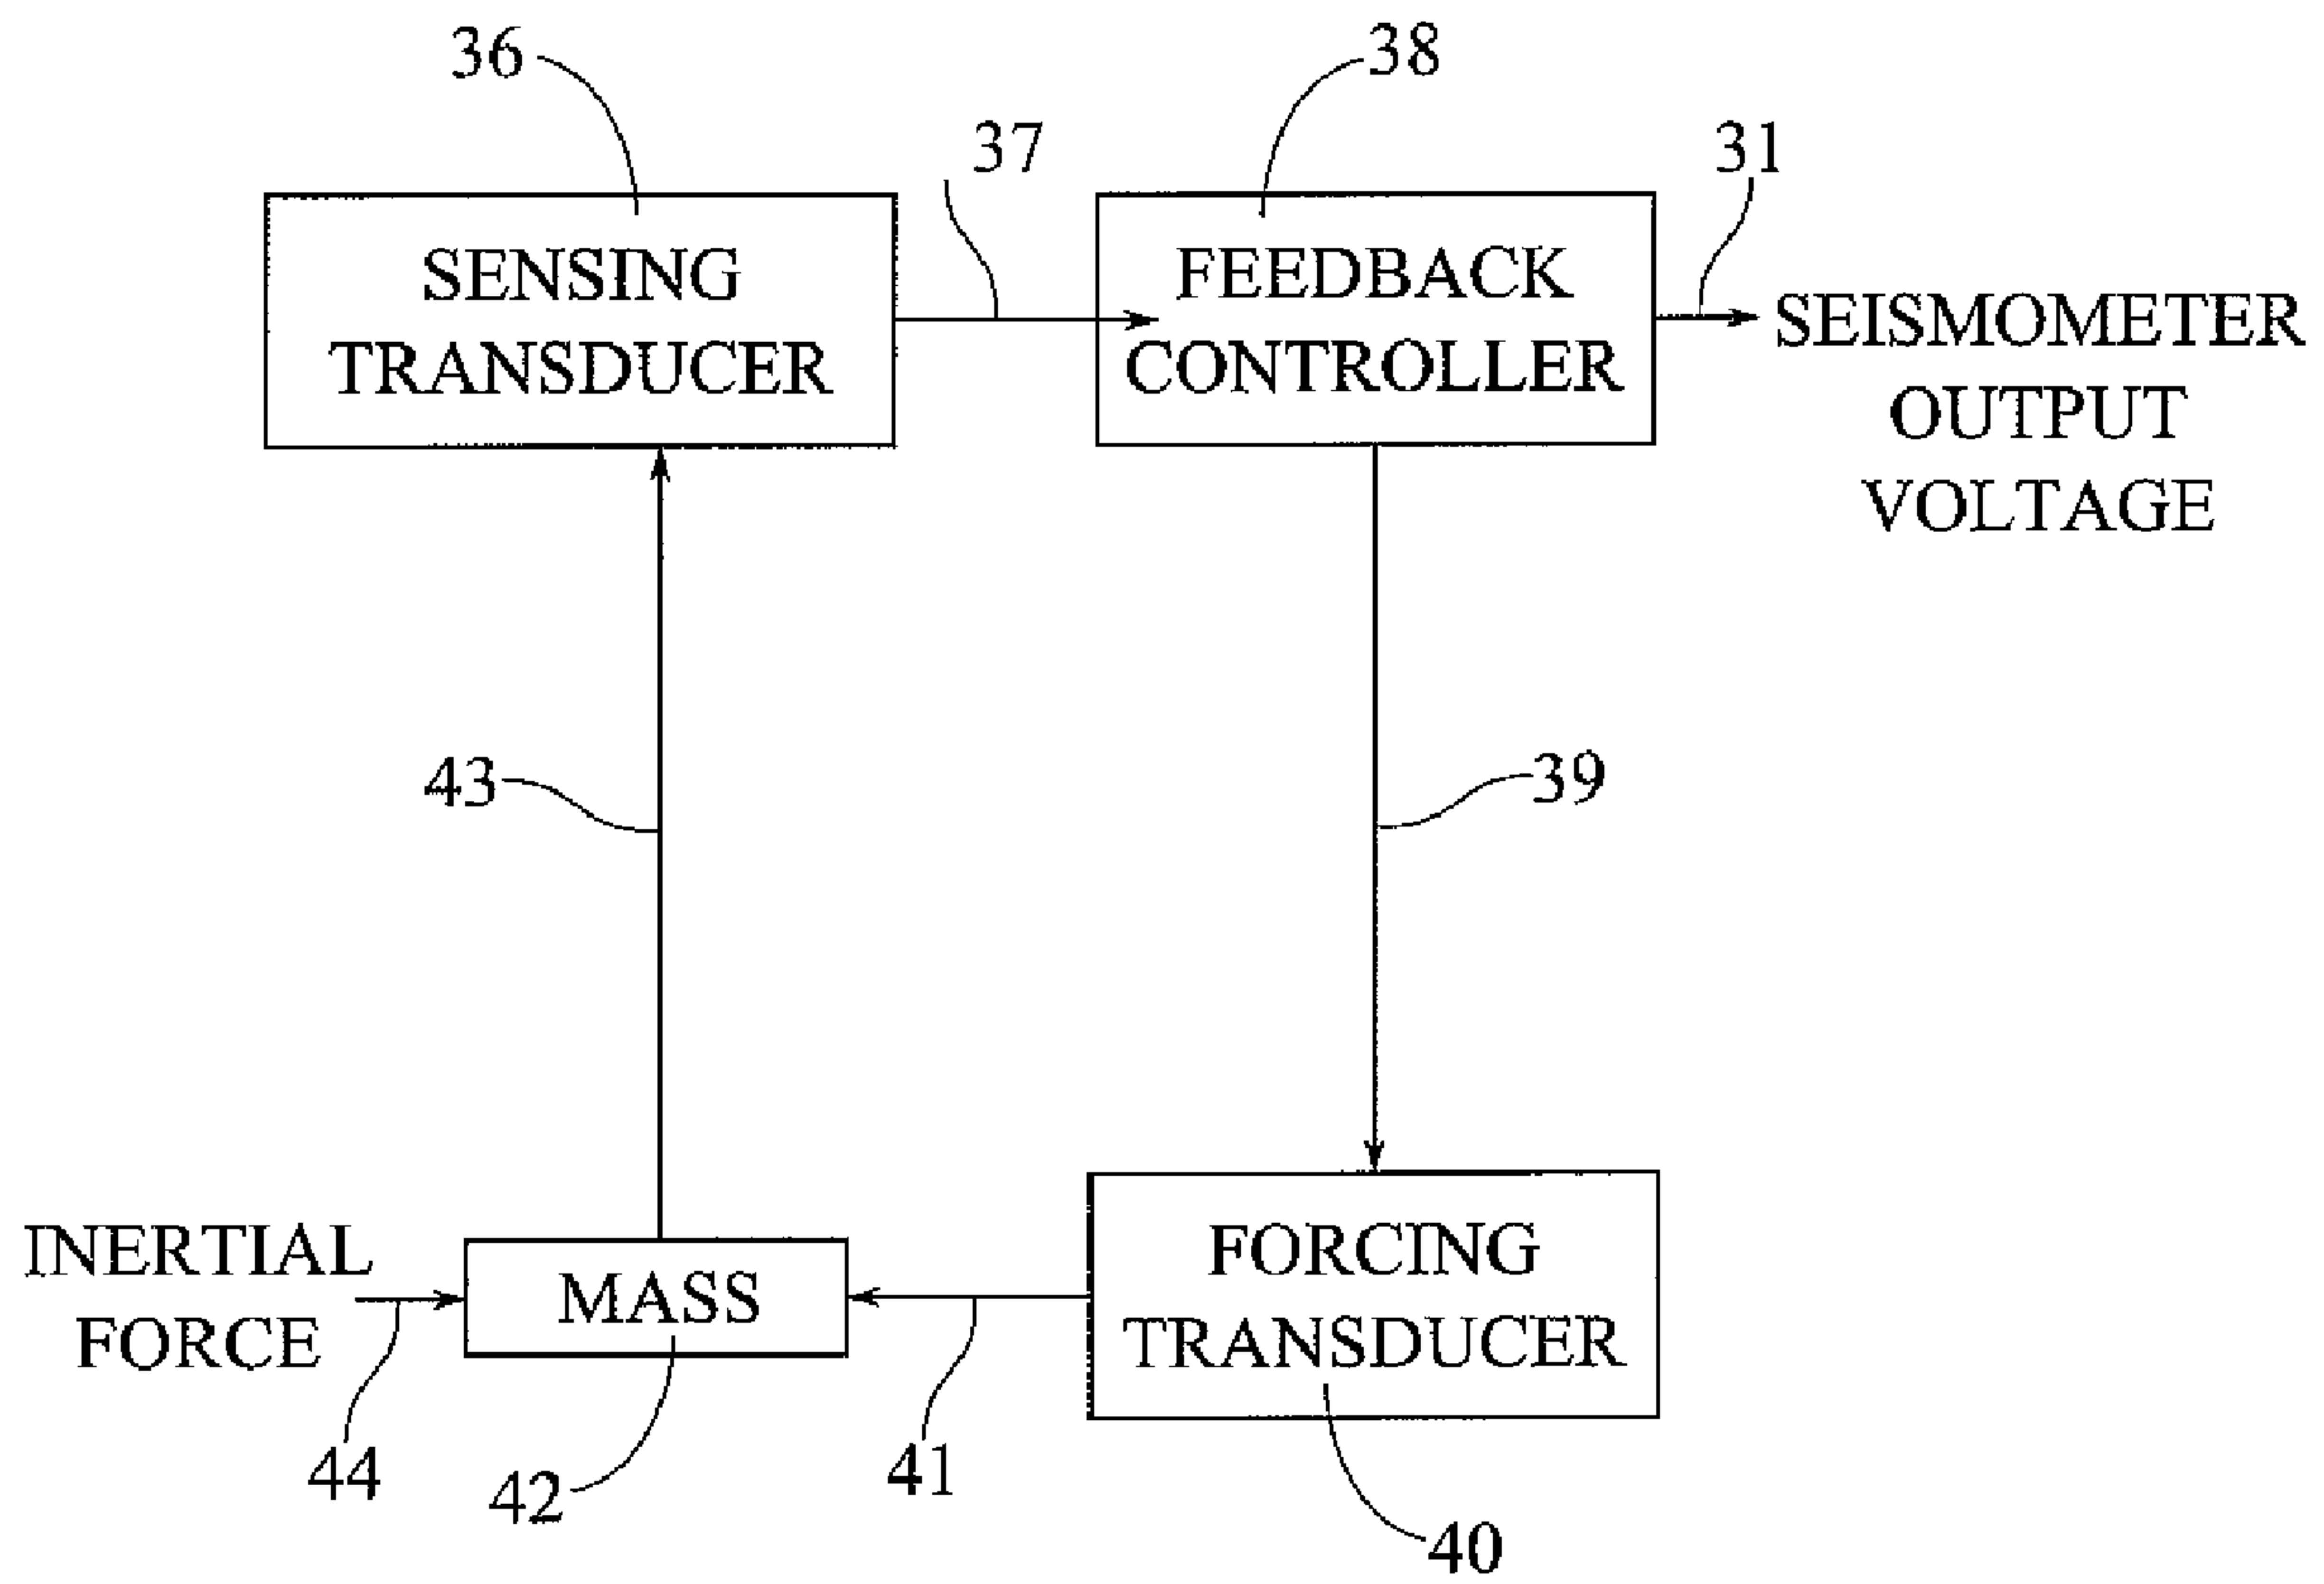 36
38
37
31
SENSING
TRANSDUCER
FEEDBACK
CONTROLLER
SEISMOMETER
OUTPUT
VOLTAGE
43
39
INERTIAL
FORCE
MASS
FORCING
TRANSDUCER
44
42
41
40